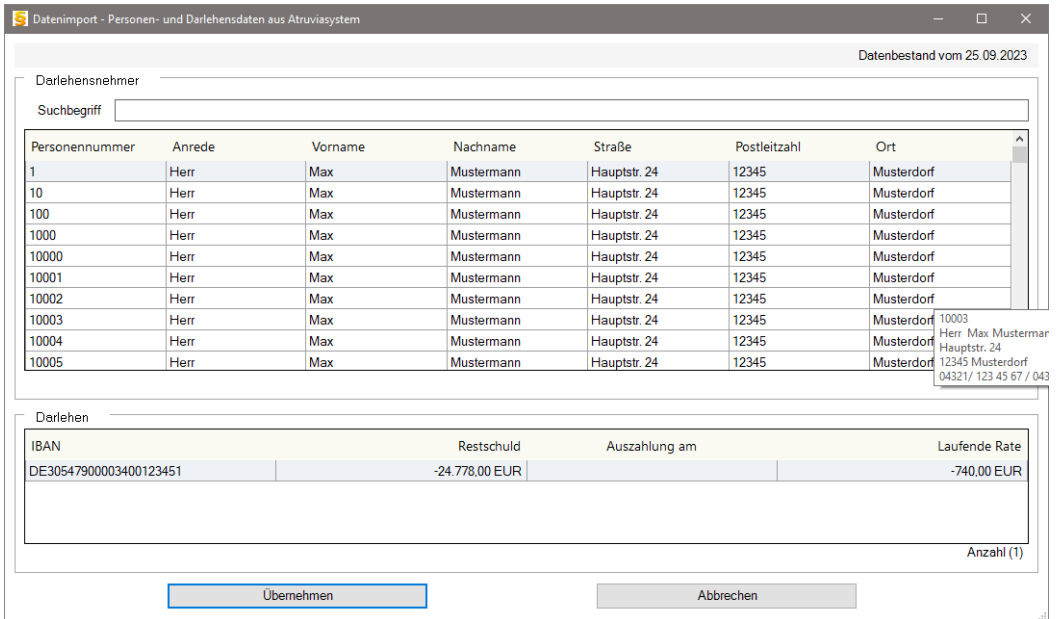 Datenimport - Personen- und Darlehensdaten aus Atruviasystem
Datenbestand vom 25.09.2023
Darlehensnehmer
Suchbegriff
Personennummer Anrede Vorname Nachname Straße Postleitzahl Ort
1 Herr Max Mustermann Hauptstr. 24 12345 Musterdorf
10 Herr Max Mustermann Hauptstr. 24 12345 Musterdorf
100 Herr Max Mustermann Hauptstr. 24 12345 Musterdorf
1000 Herr Max Mustermann Hauptstr. 24 12345 Musterdorf
10000 Herr Max Mustermann Hauptstr. 24 12345 Musterdorf
10001 Herr Max Mustermann Hauptstr. 24 12345 Musterdorf
10002 Herr Max Mustermann Hauptstr. 24 12345 Musterdorf
10003 Herr Max Mustermann Hauptstr. 24 12345 Musterdorf
10004 Herr Max Mustermann Hauptstr. 24 12345 Musterdorf
10005 Herr Max Mustermann Hauptstr. 24 12345 Musterdorf
10003
Herr Max Musterman
Hauptstr. 24
12345 Musterdorf
04321/ 123 45 67 / 043
Darlehen
IBAN Restschuld Auszahlung am Laufende Rate
DE30547900003400123451 -24.778,00 EUR -740,00 EUR
Anzahl (1)
Übernehmen Abbrechen